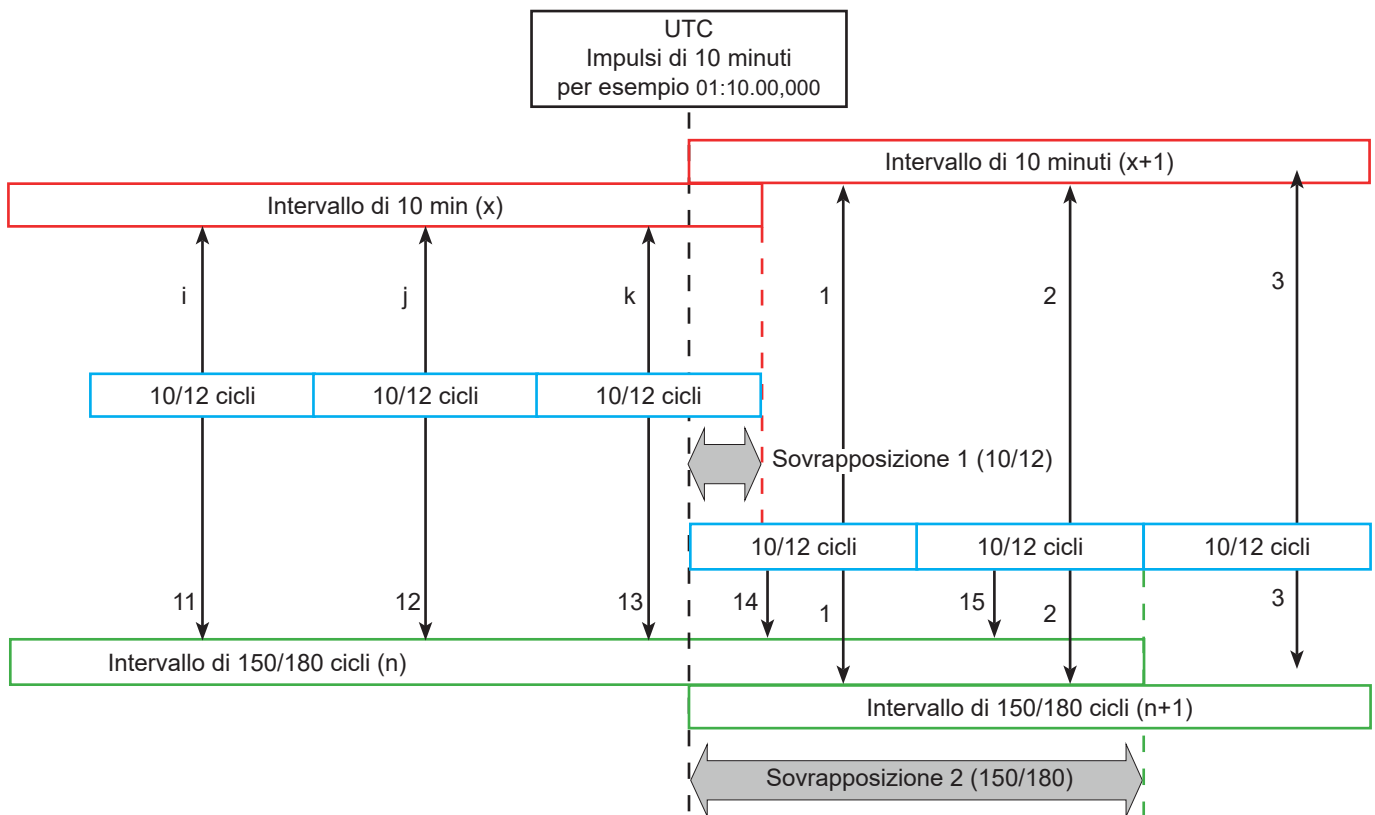 UTC
Impulsi di 10 minuti
per esempio 01:10.00,000
Intervallo di 10 minuti (x+1)
Intervallo di 10 min (x)
i
j
k
1
2
3
10/12 cicli
10/12 cicli
10/12 cicli
Sovrapposizione 1 (10/12)
10/12 cicli
10/12 cicli
10/12 cicli
11
12
13
14
1
15
2
3
Intervallo di 150/180 cicli (n)
Intervallo di 150/180 cicli (n+1)
Sovrapposizione 2 (150/180)